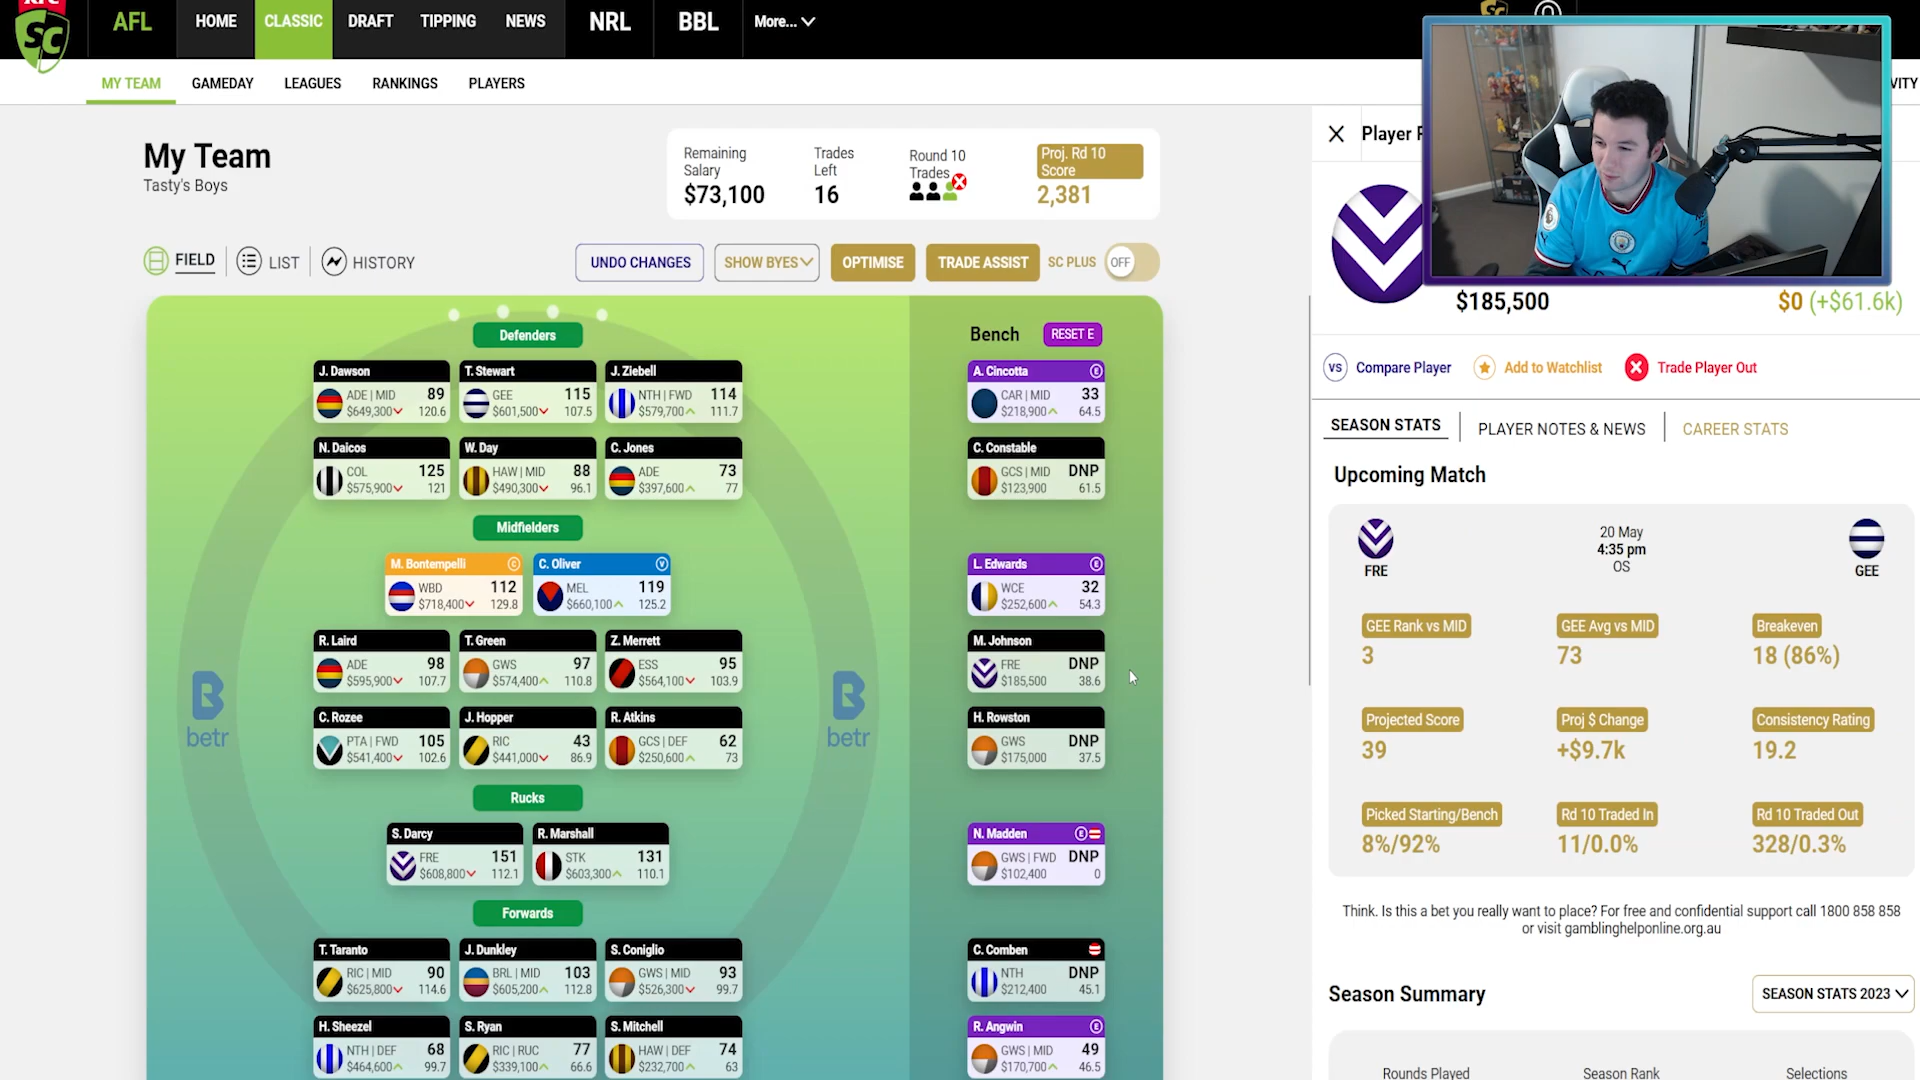 KFC
SC
AFL
HOME
CLASSIC
DRAFT
TIPPING
NEWS
NRL
BBL
More...
SC
MY TEAM
GAMEDAY
LEAGUES
RANKINGS
PLAYERS
VITY
My Team
Tasty's Boys
Remaining Salary
$73,100
Trades Left
16
Round 10 Trades
Proj. Rd 10 Score
2,381
FIELD
LIST
HISTORY
UNDO CHANGES
SHOW BYES
OPTIMISE
TRADE ASSIST
SC PLUS
OFF
Defenders
Bench
RESET E
J. Dawson
ADE | MID 89
$649,300 120.6
T. Stewart
GEE 115
$601,500 107.5
J. Ziebell
NTH | FWD 114
$579,700 111.7
A. Cincotta E
CAR | MID 33
$218,900 64.5
N. Daicos
COL 125
$575,900 121
W. Day
HAW | MID 88
$490,300 96.1
C. Jones
ADE 73
$397,600 77
C. Constable
GCS | MID DNP
$123,900 61.5
Midfielders
M. Bontempelli C
WBD 112
$718,400 129.8
C. Oliver V
MEL 119
$660,100 125.2
L. Edwards E
WCE 32
$252,600 54.3
R. Laird
ADE 98
$595,900 107.7
T. Green
GWS 97
$574,400 110.8
Z. Merrett
ESS 95
$564,100 103.9
M. Johnson
FRE DNP
$185,500 38.6
C. Rozee
PTA | FWD 105
$541,400 102.6
J. Hopper
RIC 43
$441,000 86.9
R. Atkins
GCS | DEF 62
$250,600 73
H. Rowston
GWS DNP
$175,000 37.5
B
betr
B
betr
Rucks
S. Darcy
FRE 151
$608,800 112.1
R. Marshall
STK 131
$603,300 110.1
N. Madden E
GWS | FWD DNP
$102,400 0
Forwards
T. Taranto
RIC | MID 90
$625,800 114.6
J. Dunkley
BRL | MID 103
$605,200 112.8
S. Coniglio
GWS | MID 93
$526,300 99.7
C. Comben
NTH DNP
$212,400 45.1
H. Sheezel
NTH | DEF 68
$464,600 99.7
S. Ryan
RIC | RUC 77
$339,100 66.6
S. Mitchell
HAW | DEF 74
$232,700 63
R. Angwin E
GWS | MID 49
$170,700 46.5
Player
$185,500
$0 (+$61.6k)
VS Compare Player
Add to Watchlist
Trade Player Out
SEASON STATS
PLAYER NOTES & NEWS
CAREER STATS
Upcoming Match
FRE
20 May
4:35 pm
OS
GEE
GEE Rank vs MID
3
GEE Avg vs MID
73
Breakeven
18 (86%)
Projected Score
39
Proj $ Change
+$9.7k
Consistency Rating
19.2
Picked Starting/Bench
8%/92%
Rd 10 Traded In
11/0.0%
Rd 10 Traded Out
328/0.3%
Think. Is this a bet you really want to place? For free and confidential support call 1800 858 858
or visit gamblinghelponline.org.au
Season Summary
SEASON STATS 2023
Rounds Played
Season Rank
Selections